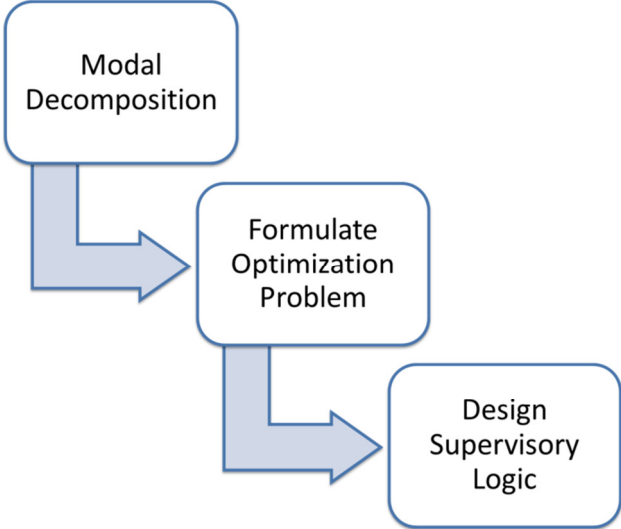 Modal
Decomposition
Formulate
Optimization
Problem
Design
Supervisory
Logic